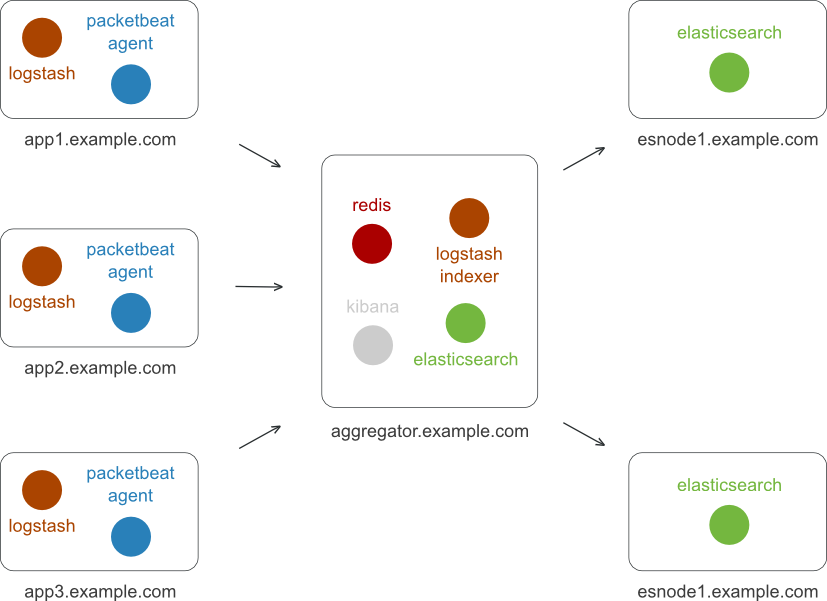 packetbeat
agent
logstash
app1.example.com
packetbeat
agent
logstash
app2.example.com
packetbeat
agent
logstash
app3.example.com
redis
logstash
indexer
kibana
elasticsearch
aggregator.example.com
elasticsearch
esnode1.example.com
elasticsearch
esnode1.example.com